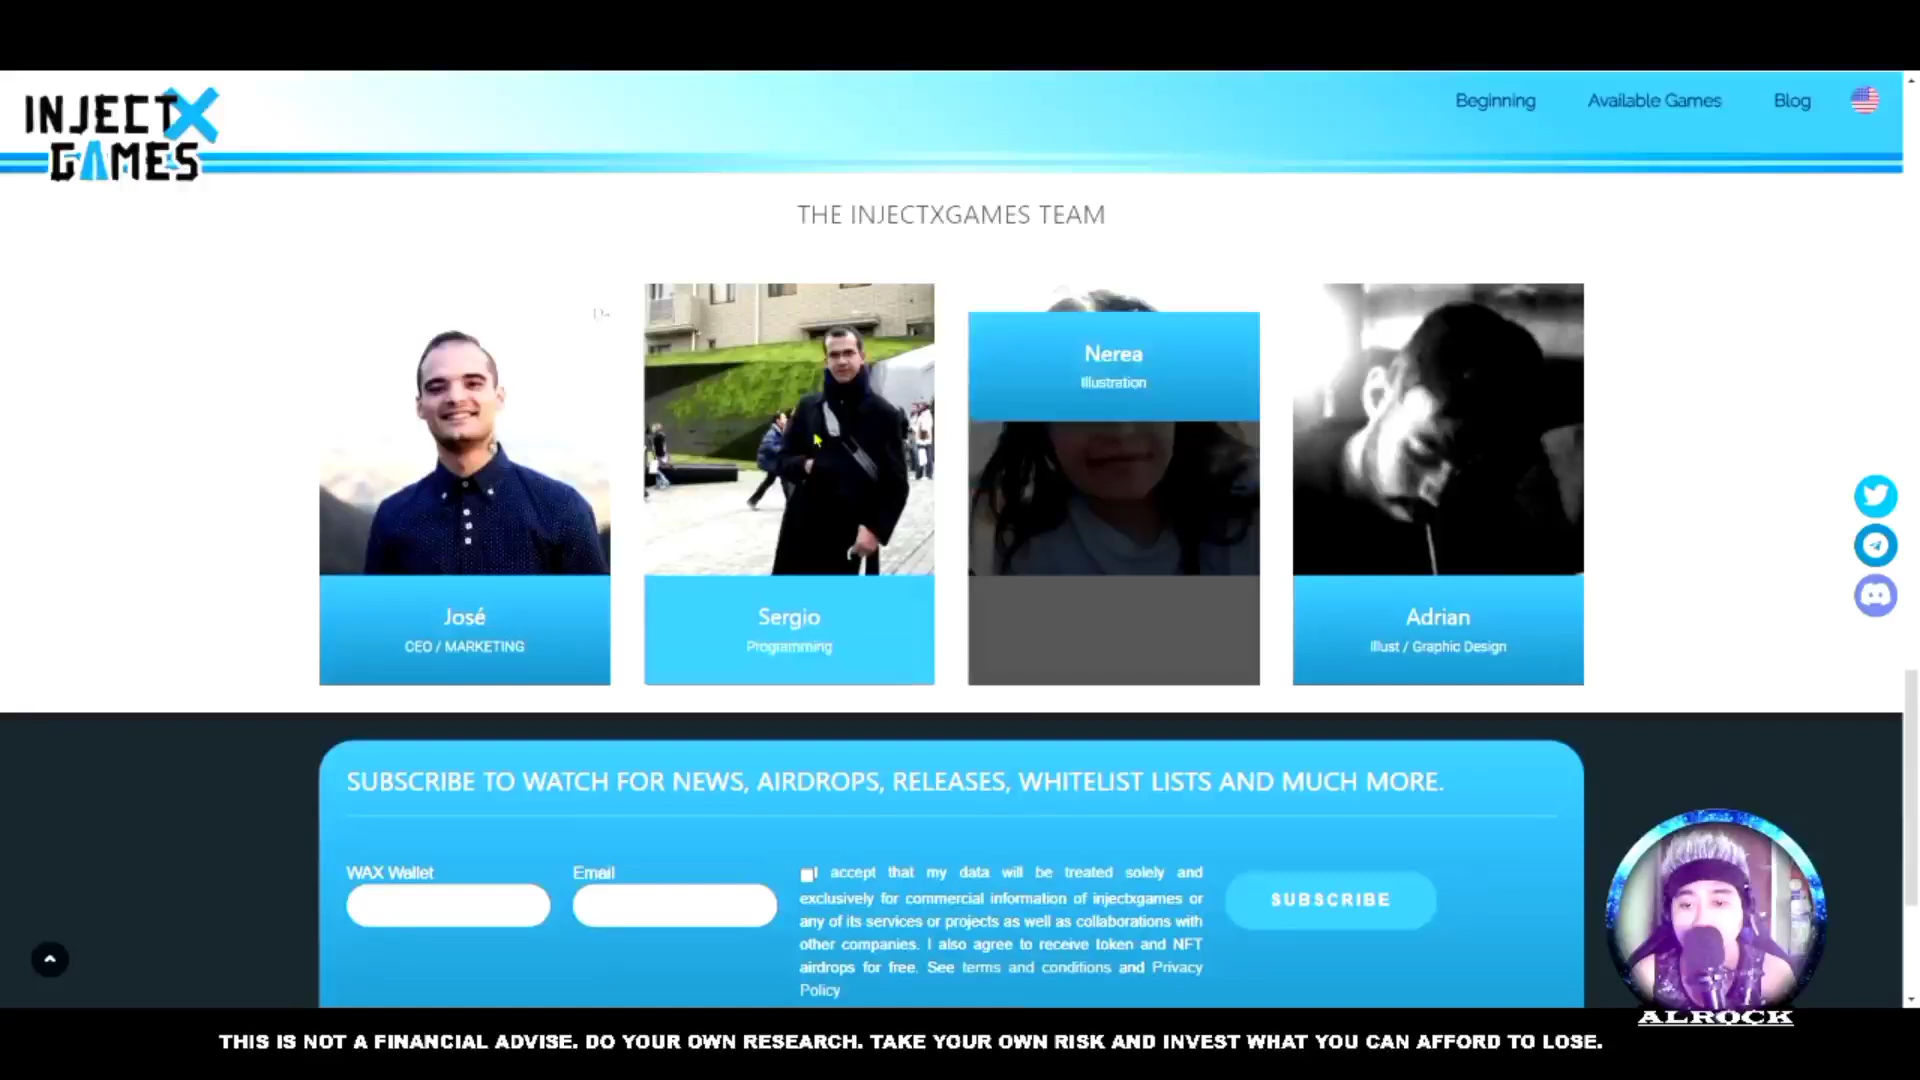 INJECTX
GAMES
Beginning
Available Games
Blog
THE INJECTXGAMES TEAM
José
CEO / MARKETING
Sergio
Programming
Nerea
Illustration
Adrian
Illust / Graphic Design
SUBSCRIBE TO WATCH FOR NEWS, AIRDROPS, RELEASES, WHITELIST LISTS AND MUCH MORE.
WAX Wallet
Email
I accept that my data will be treated solely and
exclusively for commercial information of injectxgames or
any of its services or projects as well as collaborations with
other companies. I also agree to receive token and NFT
airdrops for free. See terms and conditions and Privacy
Policy
SUBSCRIBE
ALROCK
THIS IS NOT A FINANCIAL ADVISE. DO YOUR OWN RESEARCH. TAKE YOUR OWN RISK AND INVEST WHAT YOU CAN AFFORD TO LOSE.